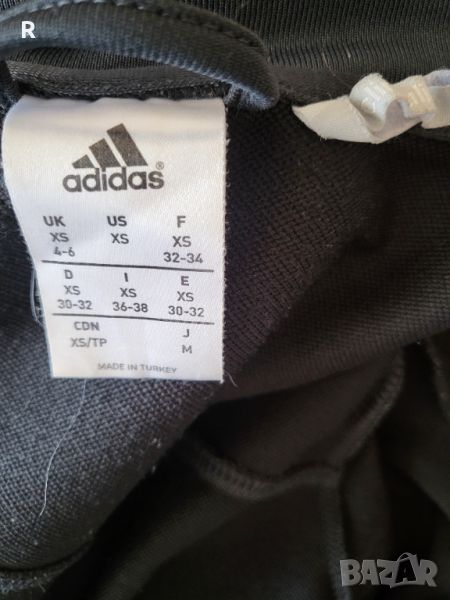 R
adidas®
UK US F
XS XS XS
4-6 32-34
D I E
XS XS XS
30-32 36-38 30-32
CDN J
XS/TP M
MADE IN TURKEY
BAZAR